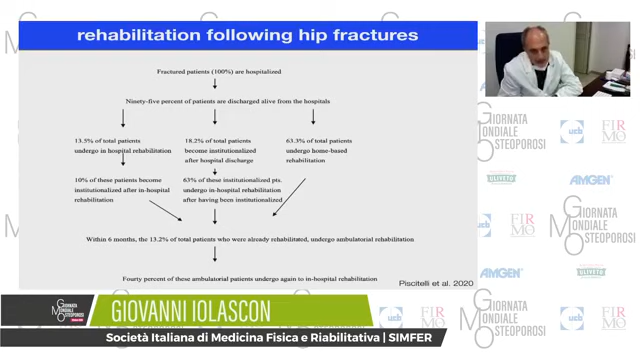 rehabilitation following hip fractures
Fractured patients (100%) are hospitalized
Ninety-five percent of patients are discharged alive from the hospitals
13.5% of total patients
undergo in hospital rehabilitation
18.2% of total patients
become institutionalized
after hospital discharge
63.3% of total patients
undergo home-based
rehabilitation
10% of these patients become
institutionalized after in-hospital
rehabilitation
63% of these institutionalized pts.
undergo in-hospital rehabilitation
after having been institutionalized
Within 6 months, the 13.2% of total patients who were already rehabilitated, undergo ambulatorial rehabilitation
Fourty percent of these ambulatorial patients undergo again to in-hospital rehabilitation
Piscitelli et al. 2020
GIORNATA
MONDIALE
OSTEOPOROSI
ucb
FIRMO
ULIVETO
AMGEN
GIOVANNI IOLASCON
Società Italiana di Medicina Fisica e Riabilitativa | SIMFER